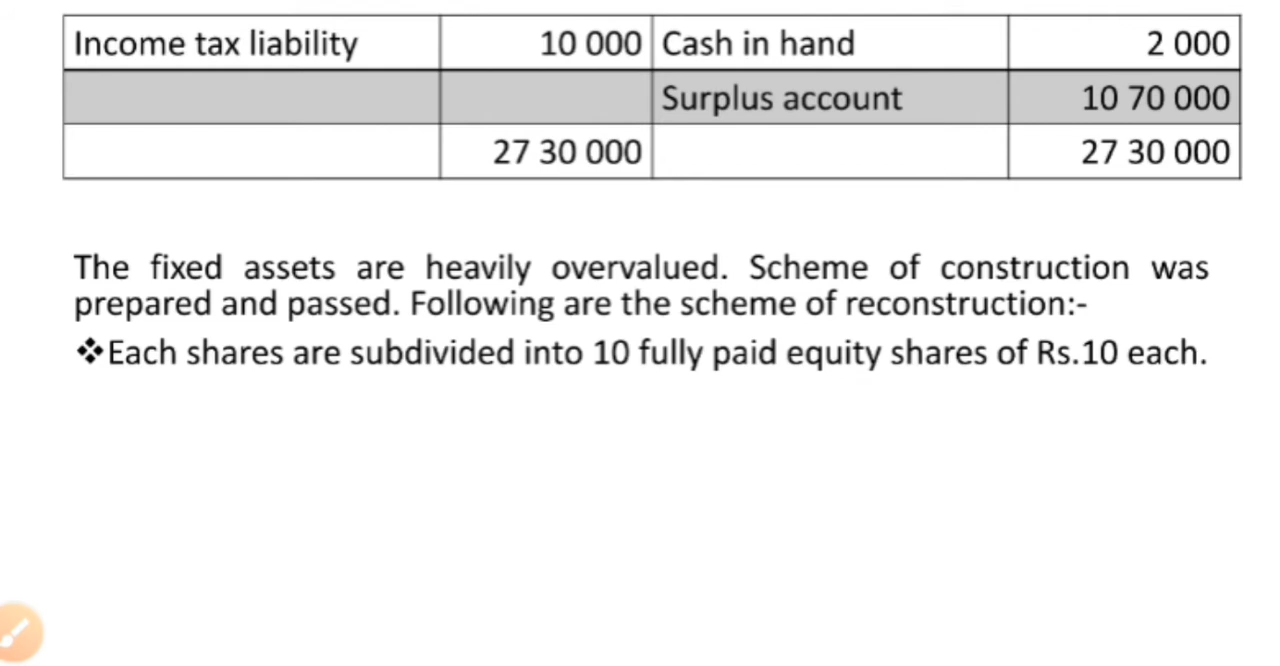 Income tax liability 10 000 Cash in hand 2 000
Surplus account 10 70 000
27 30 000 27 30 000
The fixed assets are heavily overvalued. Scheme of construction was
prepared and passed. Following are the scheme of reconstruction:-
❖Each shares are subdivided into 10 fully paid equity shares of Rs.10 each.